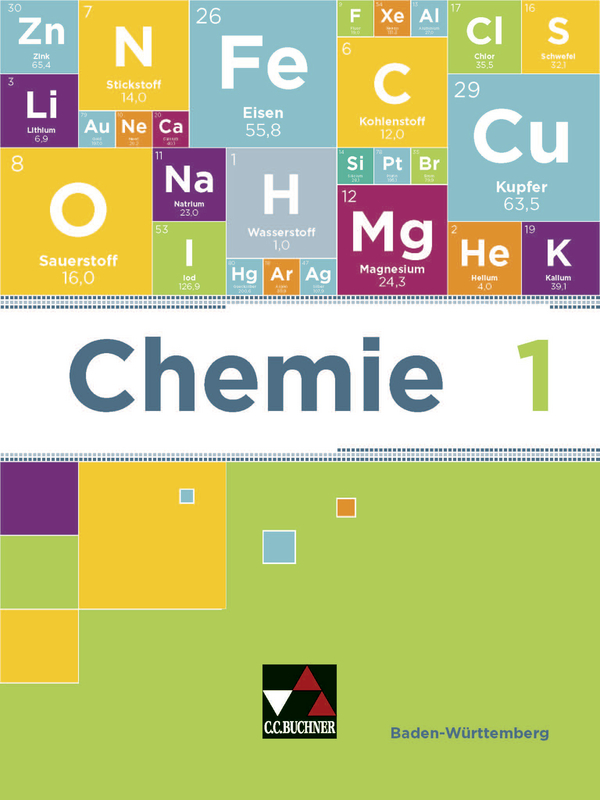 30
Zn
Zink
65,4
7
N
Stickstoff
14,0
26
Fe
Eisen
55,8
F
Xe
Al
17
Cl
Chlor
35,5
16
S
Schwefel
32,1
3
Li
Lithium
6,9
Au
Ne
Ca
6
C
Kohlenstoff
12,0
29
Cu
Kupfer
63,5
8
O
Sauerstoff
16,0
11
Na
Natrium
23,0
1
H
Wasserstoff
1,0
Si
Pt
Br
12
Mg
Magnesium
24,3
53
I
Iod
126,9
Hg
Ar
Ag
2
He
Helium
4,0
19
K
Kalium
39,1
Chemie 1
C.C.BUCHNER
Baden-Württemberg